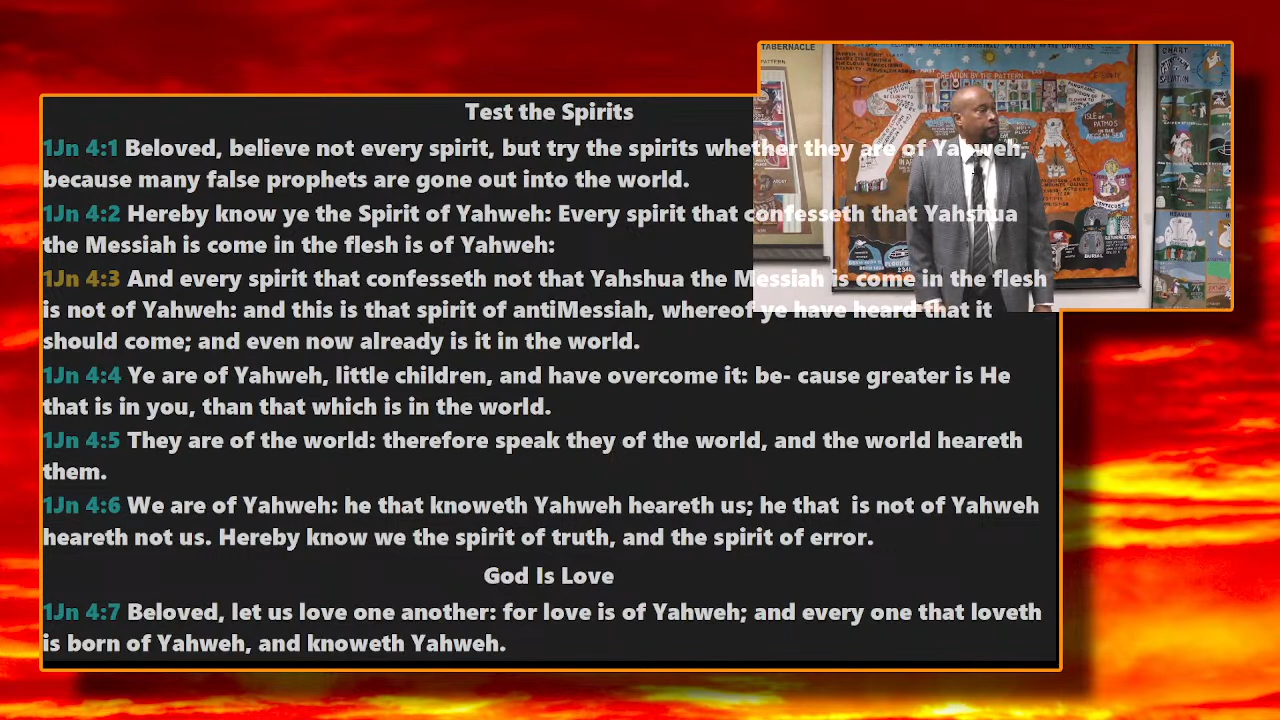 Test the Spirits
1Jn 4:1 Beloved, believe not every spirit, but try the spirits whether they are of Yahweh,
because many false prophets are gone out into the world.
1Jn 4:2 Hereby know ye the Spirit of Yahweh: Every spirit that confesseth that Yahshua
the Messiah is come in the flesh is of Yahweh:
1Jn 4:3 And every spirit that confesseth not that Yahshua the Messiah is come in the flesh
is not of Yahweh: and this is that spirit of antiMessiah, whereof ye have heard that it
should come; and even now already is it in the world.
1Jn 4:4 Ye are of Yahweh, little children, and have overcome it: be- cause greater is He
that is in you, than that which is in the world.
1Jn 4:5 They are of the world: therefore speak they of the world, and the world heareth
them.
1Jn 4:6 We are of Yahweh: he that knoweth Yahweh heareth us; he that  is not of Yahweh
heareth not us. Hereby know we the spirit of truth, and the spirit of error.
God Is Love
1Jn 4:7 Beloved, let us love one another: for love is of Yahweh; and every one that loveth
is born of Yahweh, and knoweth Yahweh.
TABERNACLE
PATTERN
CREATION BY THE PATTERN
CHART
ISLE of
PATMOS
IN THE
AEGEAN SEA
BURIAL
HEAVEN